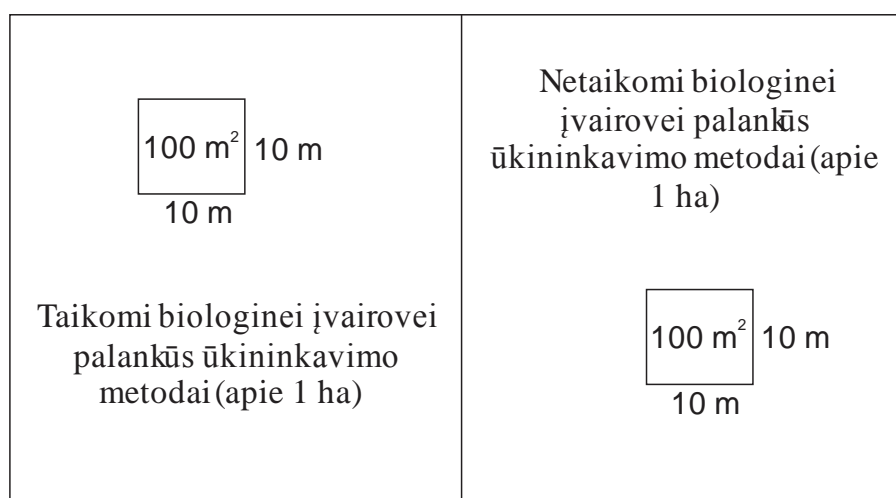 100 m² 10 m
10 m
Taikomi biologinei įvairovei
palankūs ūkininkavimo
metodai (apie 1 ha)
Netaikomi biologinei
įvairovei palankūs
ūkininkavimo metodai (apie
1 ha)
100 m² 10 m
10 m